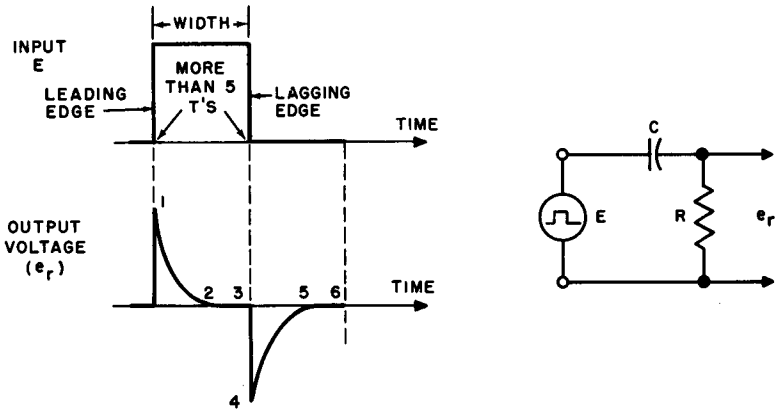 WIDTH
INPUT
E
MORE
THAN 5
T'S
LEADING
EDGE
LAGGING
EDGE
TIME
1
OUTPUT
VOLTAGE
(er)
2 3 5 6
TIME
4
C
E
R
er